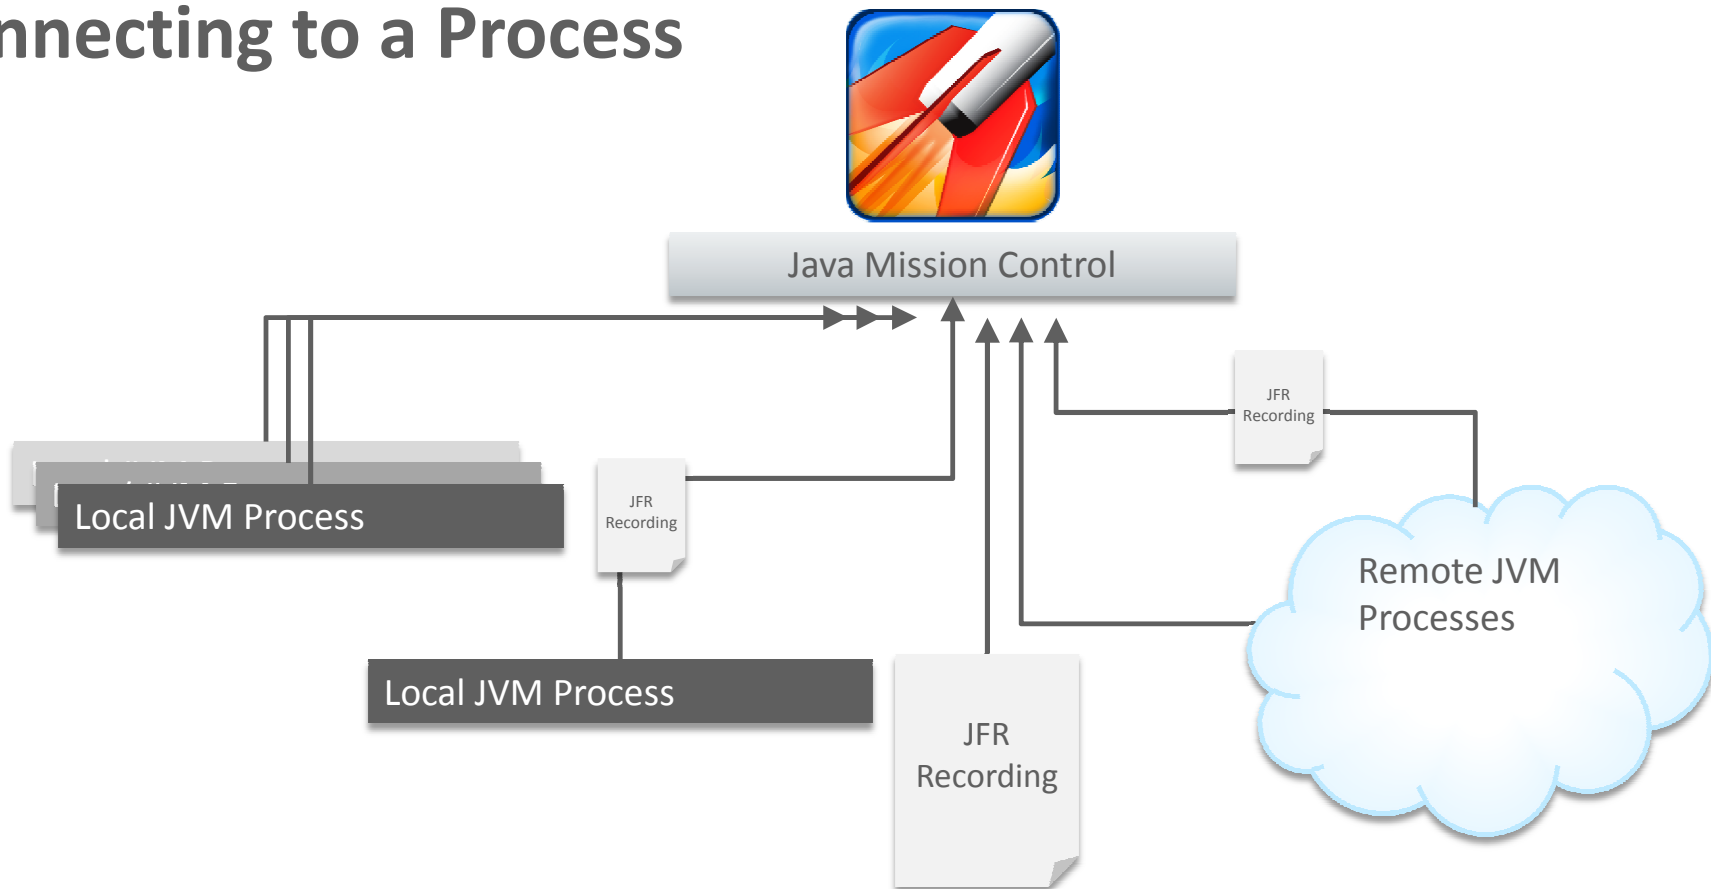 nnecting to a Process
Java Mission Control
JFR
Recording
Local JVM Process
JFR
Recording
Remote JVM
Processes
Local JVM Process
JFR
Recording